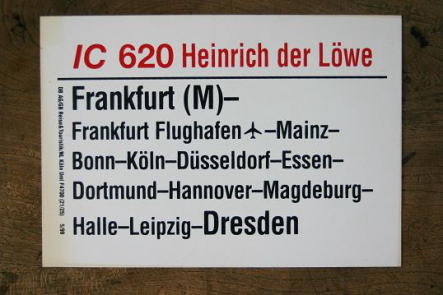 IC 620 Heinrich der Löwe
Frankfurt (M)–
Frankfurt Flughafen ✈–Mainz–
Bonn–Köln–Düsseldorf–Essen–
Dortmund–Hannover–Magdeburg–
Halle–Leipzig–Dresden